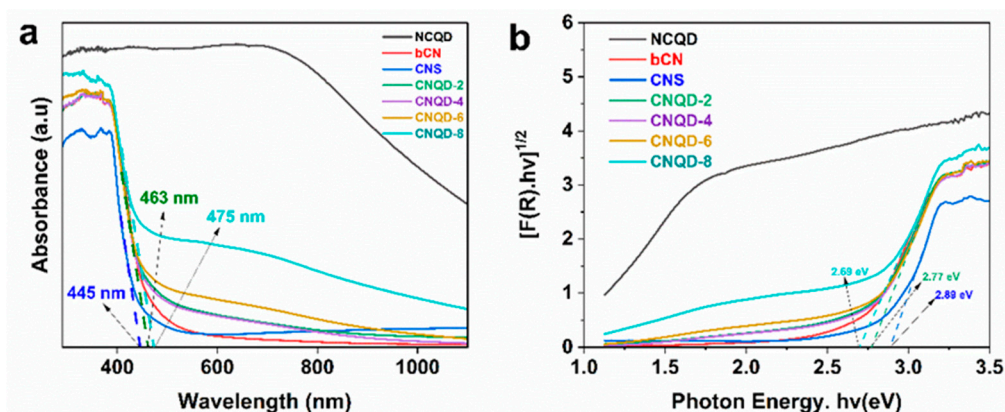 a
Absorbance (a.u)
NCQD
bCN
CNS
CNQD-2
CNQD-4
CNQD-6
CNQD-8
463 nm
475 nm
445 nm
400 600 800 1000
Wavelength (nm)
b
[F(R).hv]1/2
6
5
4
3
2
1
0
NCQD
bCN
CNS
CNQD-2
CNQD-4
CNQD-6
CNQD-8
2.69 eV
2.77 eV
2.89 eV
1.0 1.5 2.0 2.5 3.0 3.5
Photon Energy. hv(eV)